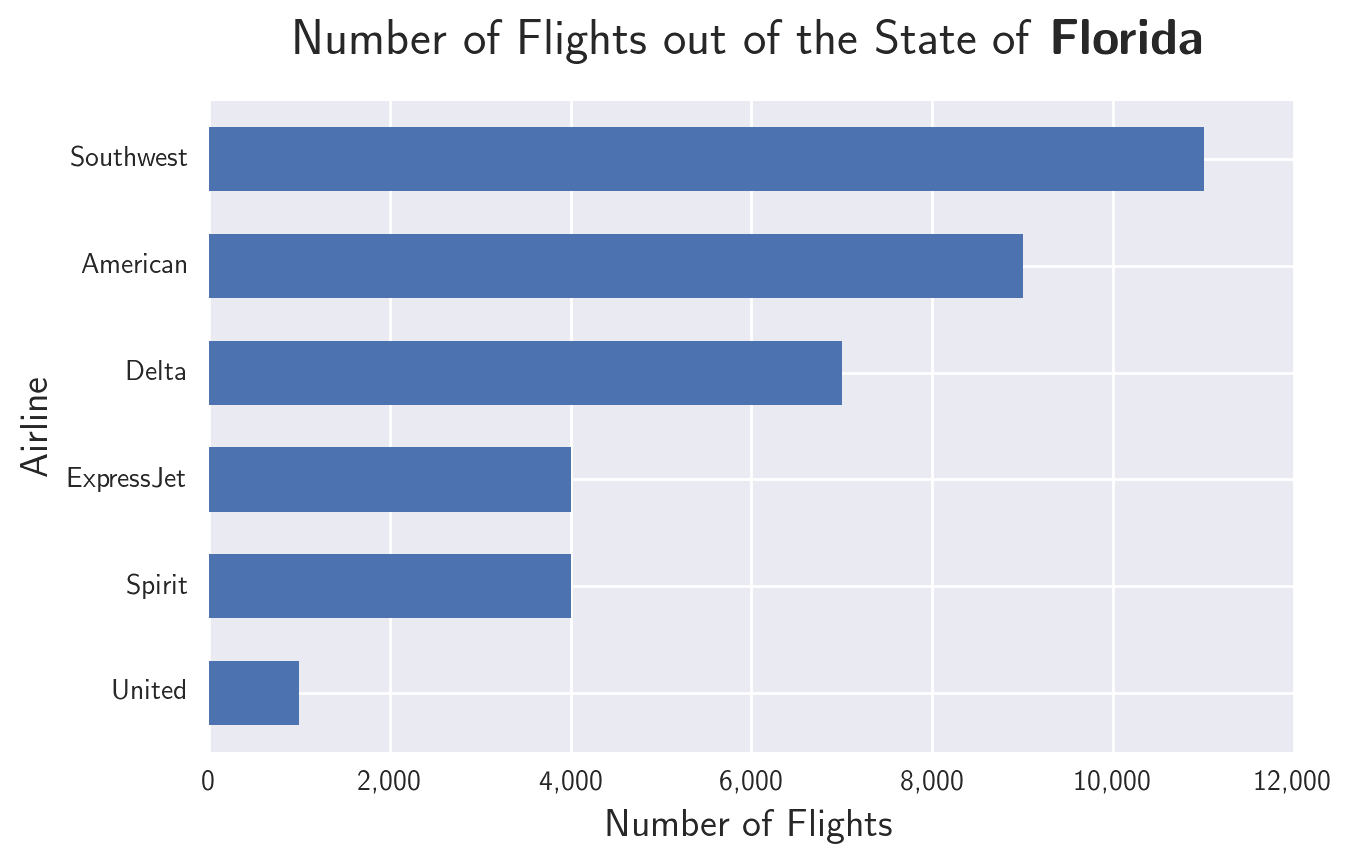 Number of Flights out of the State of Florida
Southwest
American
Delta
ExpressJet
Spirit
United
Airline
0 2,000 4,000 6,000 8,000 10,000 12,000
Number of Flights